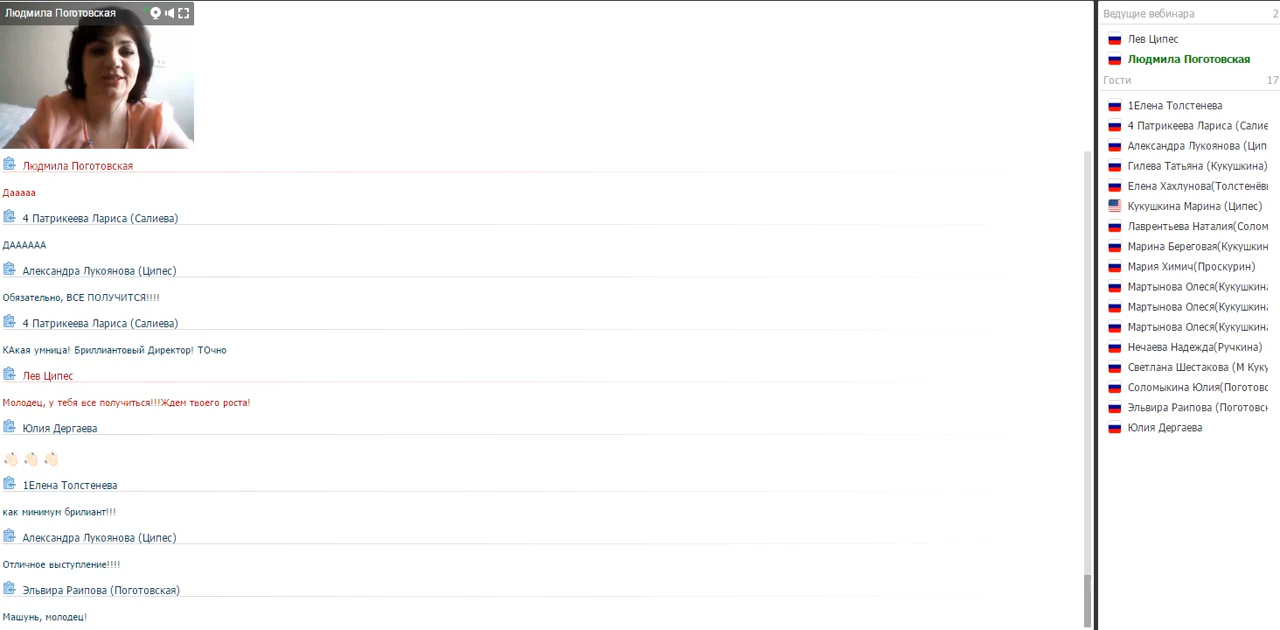 Людмила Поготовская
Людмила Поготовская
Дааааа
4 Патрикеева Лариса (Салиева)
ДАААААА
Александра Лукоянова (Ципес)
Обязательно, ВСЕ ПОЛУЧИТСЯ!!!!
4 Патрикеева Лариса (Салиева)
КАкая умница! Бриллиантовый Директор! ТОчно
Лев Ципес
Молодец, у тебя все получиться!!!Ждем твоего роста!
Юлия Дергаева
1Елена Толстенева
как минимум брилиант!!!
Александра Лукоянова (Ципес)
Отличное выступление!!!!
Эльвира Раипова (Поготовская)
Машунь, молодец!
Ведущие вебинара 2
Лев Ципес
Людмила Поготовская
Гости 17
1Елена Толстенева
4 Патрикеева Лариса (Салие
Александра Лукоянова (Цип
Гилева Татьяна (Кукушкина)
Елена Хахлунова(Толстенёв
Кукушкина Марина (Ципес)
Лаврентьева Наталия(Солом
Марина Береговая(Кукушкин
Мария Химич(Проскурин)
Мартынова Олеся(Кукушкина
Мартынова Олеся(Кукушкина
Мартынова Олеся(Кукушкина
Нечаева Надежда(Ручкина)
Светлана Шестакова (М Куку
Соломыкина Юлия(Поготовс
Эльвира Раипова (Поготовск
Юлия Дергаева